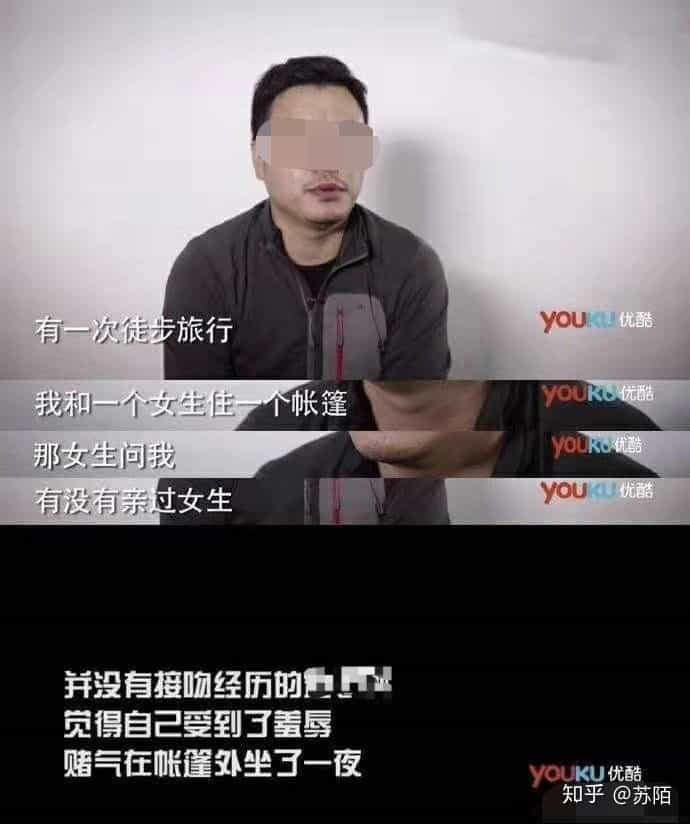 有一次徒步旅行
YOUKU 优酷
我和一个女生住一个帐篷
YOUKU 优酷
那女生问我
YOUKU 优酷
有没有亲过女生
YOUKU 优酷
并没有接吻经历的
觉得自己受到了羞辱
赌气在帐篷外坐了一夜
YOUKU 优酷
知乎 @苏陌